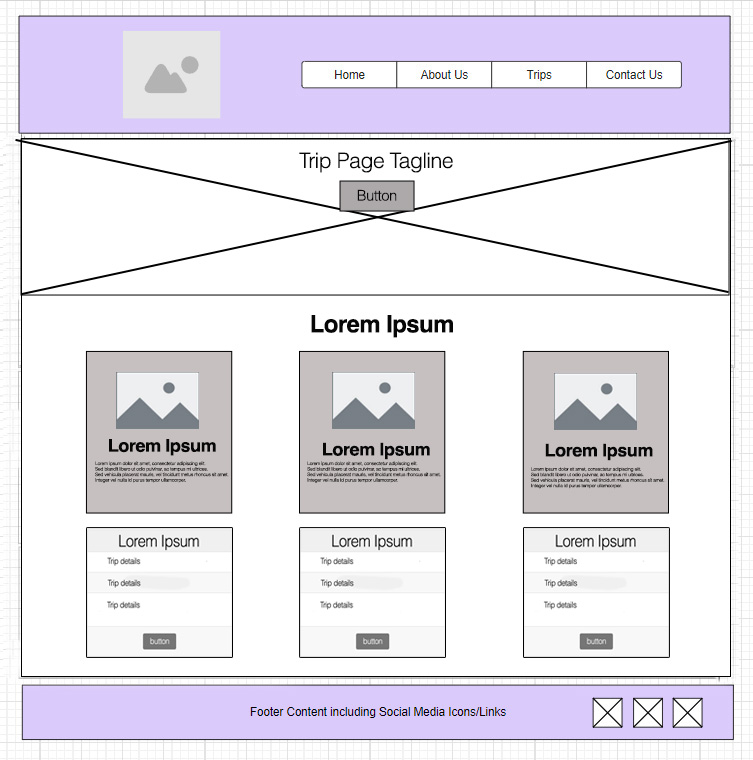 Home About Us Trips Contact Us
Trip Page Tagline
Button
Lorem Ipsum
Lorem Ipsum
Lorem ipsum dolor sit amet, consectetur adipiscing elit.
Sed blandit libero ut odio pulvinar, ac tempus mi ultrices.
Sed vehicula placerat mauris, vel tincidunt metus rhoncus sit amet.
Integer vel nulla id purus tempor ullamcorper.
Lorem Ipsum
Lorem ipsum dolor sit amet, consectetur adipiscing elit.
Sed blandit libero ut odio pulvinar, ac tempus mi ultrices.
Sed vehicula placerat mauris, vel tincidunt metus rhoncus sit amet.
Integer vel nulla id purus tempor ullamcorper.
Lorem Ipsum
Lorem ipsum dolor sit amet, consectetur adipiscing elit.
Sed blandit libero ut odio pulvinar, ac tempus mi ultrices.
Sed vehicula placerat mauris, vel tincidunt metus rhoncus sit amet.
Integer vel nulla id purus tempor ullamcorper.
Lorem Ipsum
Trip details
Trip details
Trip details
button
Lorem Ipsum
Trip details
Trip details
Trip details
button
Lorem Ipsum
Trip details
Trip details
Trip details
button
Footer Content including Social Media Icons/Links